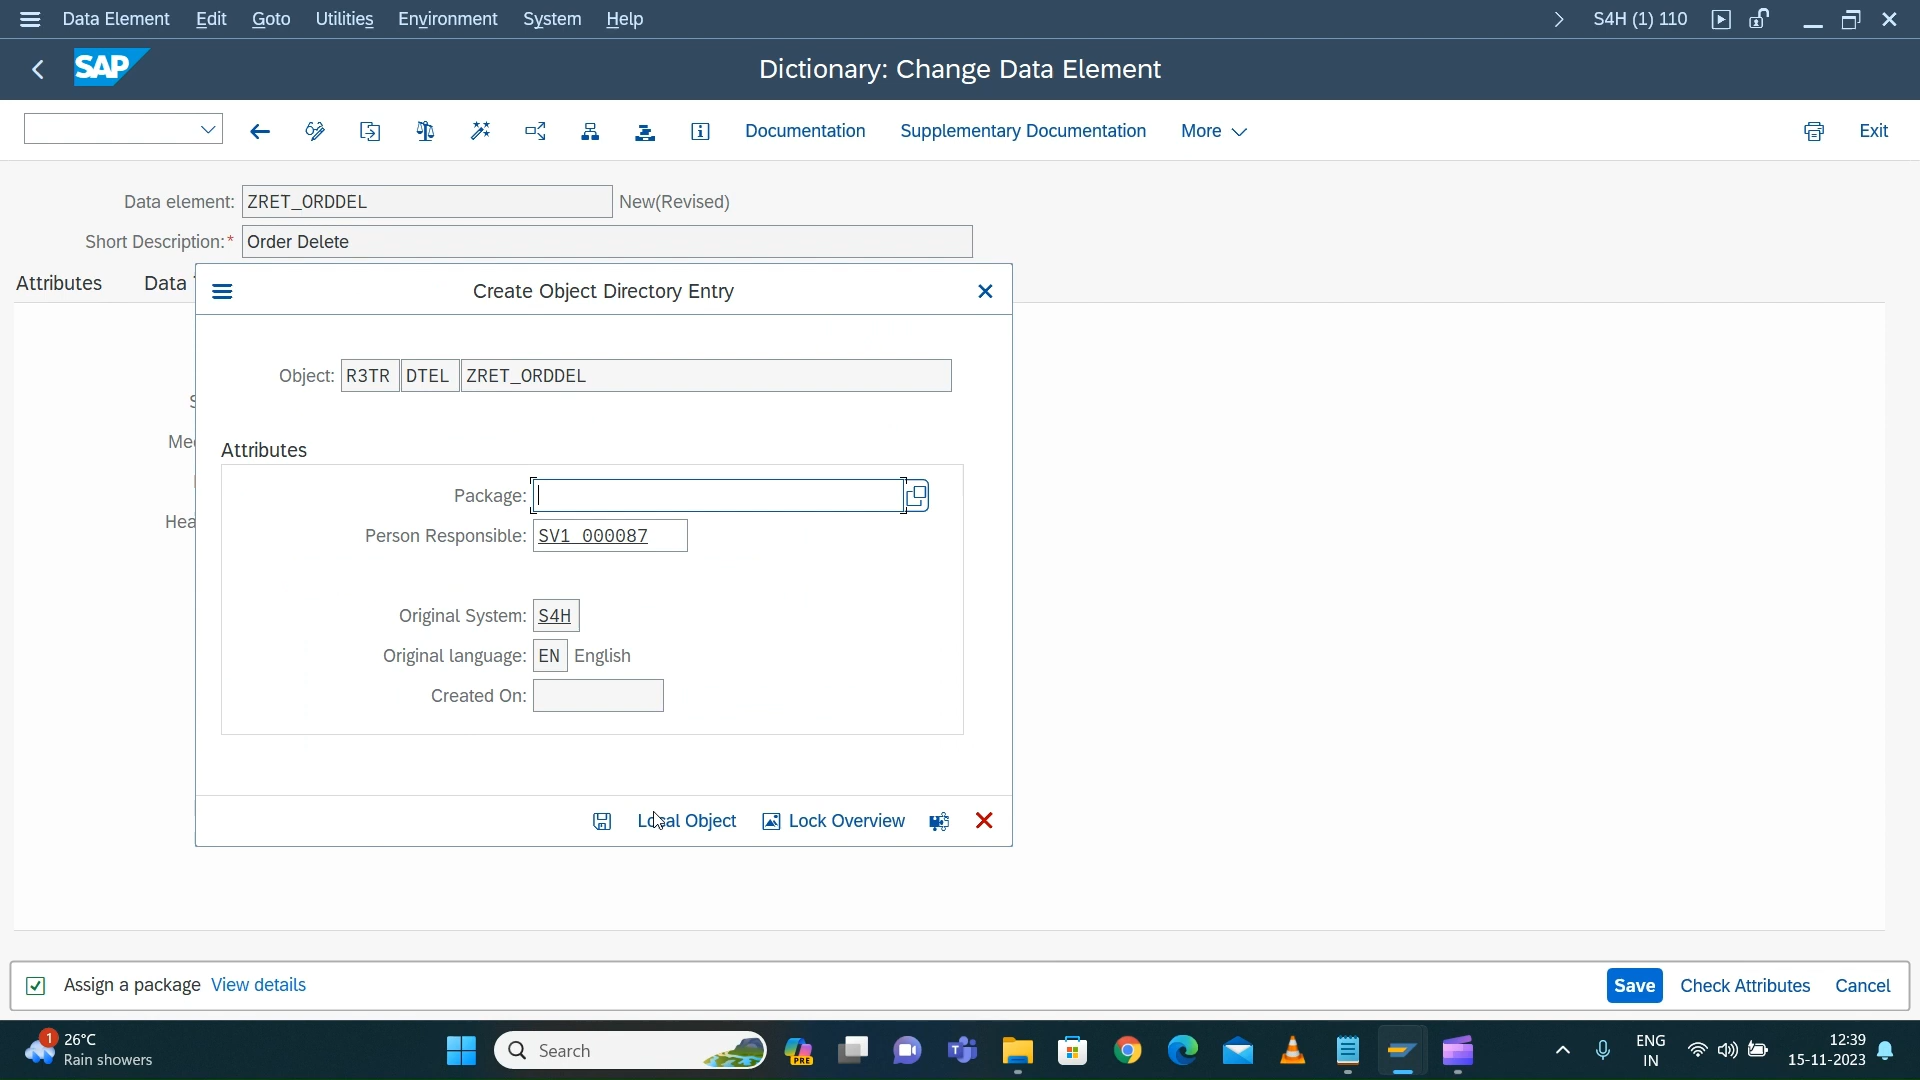 Data Element Edit Goto Utilities Environment System Help S4H (1) 110
SAP Dictionary: Change Data Element
Documentation Supplementary Documentation More Exit
Data element: ZRET_ORDDEL New(Revised)
Short Description:* Order Delete
Attributes Data
Create Object Directory Entry
Object: R3TR DTEL ZRET_ORDDEL
Attributes
Package:
Person Responsible: SV1_000087
Original System: S4H
Original language: EN English
Created On:
Local Object Lock Overview
Assign a package View details Save Check Attributes Cancel
1 26°C
Rain showers
Search
PRE
ENG
IN
12:39
15-11-2023